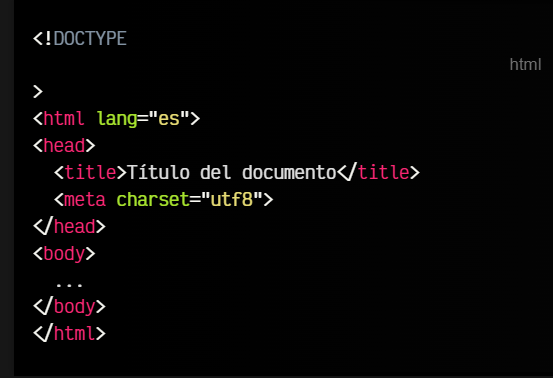 <!DOCTYPE
html
>
<html lang="es">
<head>
  <title>Título del documento</title>
  <meta charset="utf8">
</head>
<body>
  ...
</body>
</html>